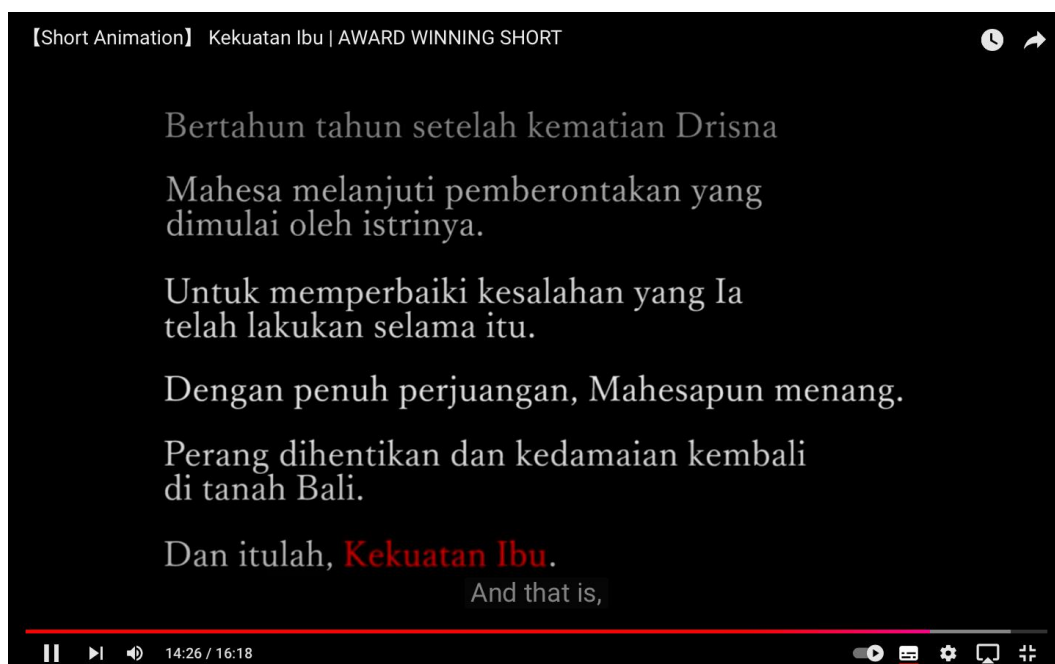 【Short Animation】 Kekuatan Ibu | AWARD WINNING SHORT
Bertahun tahun setelah kematian Drisna
Mahesa melanjuti pemberontakan yang
dimulai oleh istrinya.
Untuk memperbaiki kesalahan yang Ia
telah lakukan selama itu.
Dengan penuh perjuangan, Mahesapun menang.
Perang dihentikan dan kedamaian kembali
di tanah Bali.
Dan itulah, Kekuatan Ibu.
And that is,
14:26 / 16:18